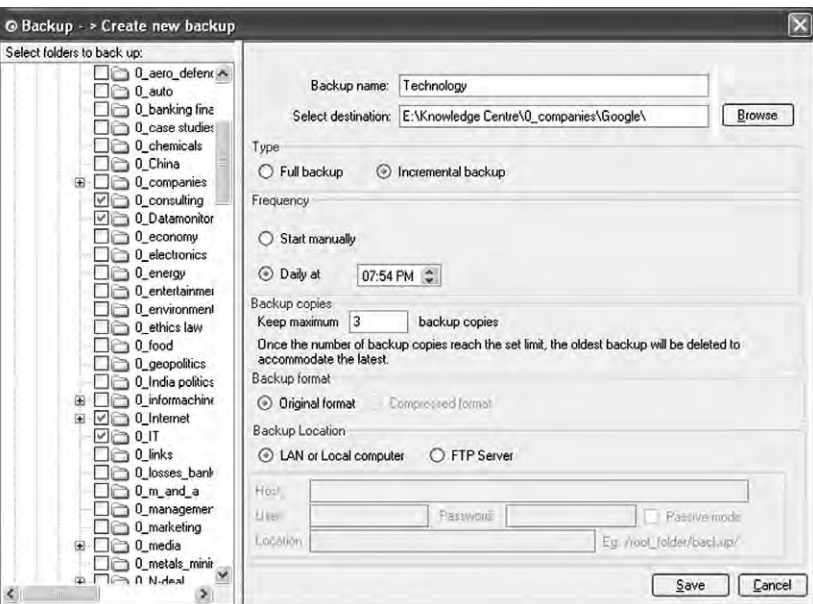 Backup - > Create new backup
Select folders to back up:
0_aero_defenc
0_auto
0_banking fina
0_case studies
0_chemicals
0_China
0_companies
0_consulting
0_Datamonitor
0_economy
0_electronics
0_energy
0_entertainmer
0_environment
0_ethics law
0_food
0_geopolitics
0_India politics
0_informachine
0_Internet
0_IT
0_links
0_losses_bank
0_m_and_a
0_managemer
0_marketing
0_media
0_metals_minir
0_N-deal
Backup name: Technology
Select destination: E:\Knowledge Centre\0_companies\Google\ Browse
Type
Full backup Incremental backup
Frequency
Start manually
Daily at 07:54 PM
Backup copies
Keep maximum 3 backup copies
Once the number of backup copies reach the set limit, the oldest backup will be deleted to
accommodate the latest.
Backup format
Original format Compressed format
Backup Location
LAN or Local computer FTP Server
Host:
User: Password: Passive mode
Location Eg: /root_folder/backup/
Save Cancel